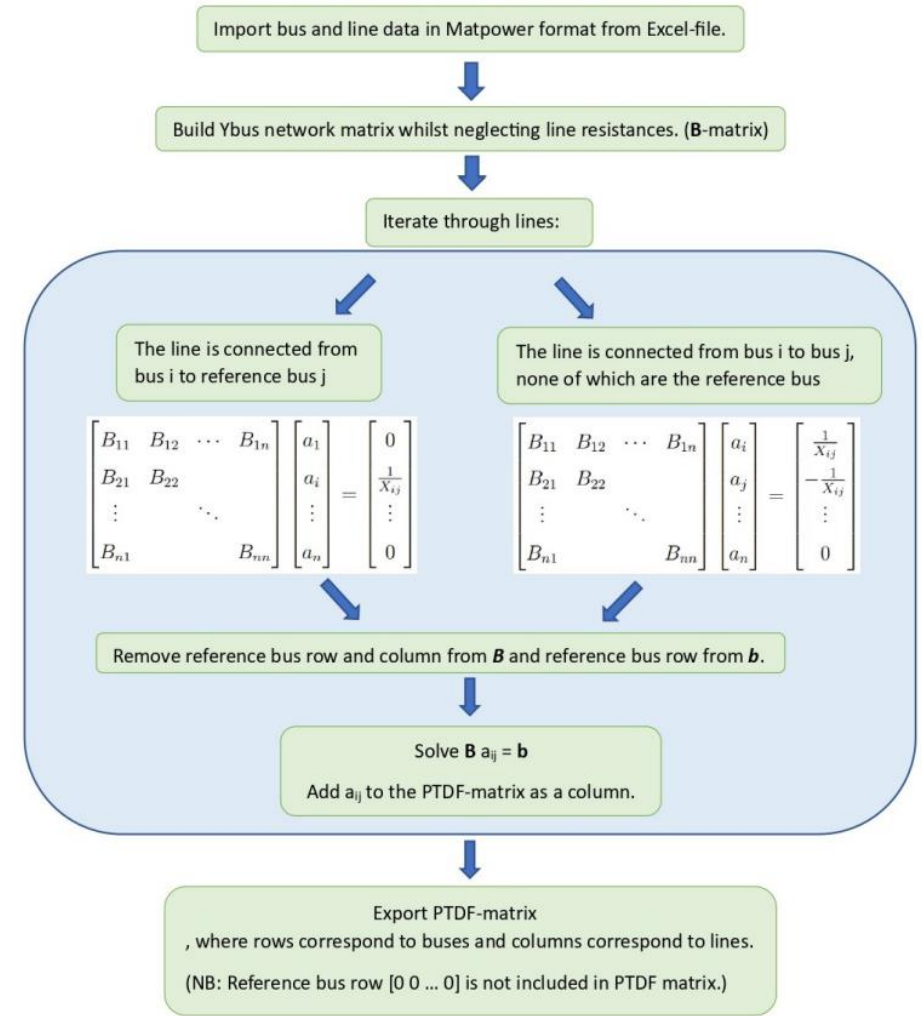 Import bus and line data in Matpower format from Excel-file.
Build Ybus network matrix whilst neglecting line resistances. (B-matrix)
Iterate through lines:
The line is connected from
bus i to reference bus j
The line is connected from bus i to bus j,
none of which are the reference bus
B₁₁ B₁₂ ⋯ B₁ₙ a₁ 0
B₂₁ B₂₂ aᵢ = 1/Xᵢⱼ
⋮ ⋱ ⋮ ⋮
Bₙ₁ Bₙₙ aₙ 0
B₁₁ B₁₂ ⋯ B₁ₙ aᵢ 1/Xᵢⱼ
B₂₁ B₂₂ aⱼ = -1/Xᵢⱼ
⋮ ⋱ ⋮ ⋮
Bₙ₁ Bₙₙ aₙ 0
Remove reference bus row and column from B and reference bus row from b.
Solve B aᵢⱼ = b
Add aᵢⱼ to the PTDF-matrix as a column.
Export PTDF-matrix
, where rows correspond to buses and columns correspond to lines.
(NB: Reference bus row [0 0 ... 0] is not included in PTDF matrix.)